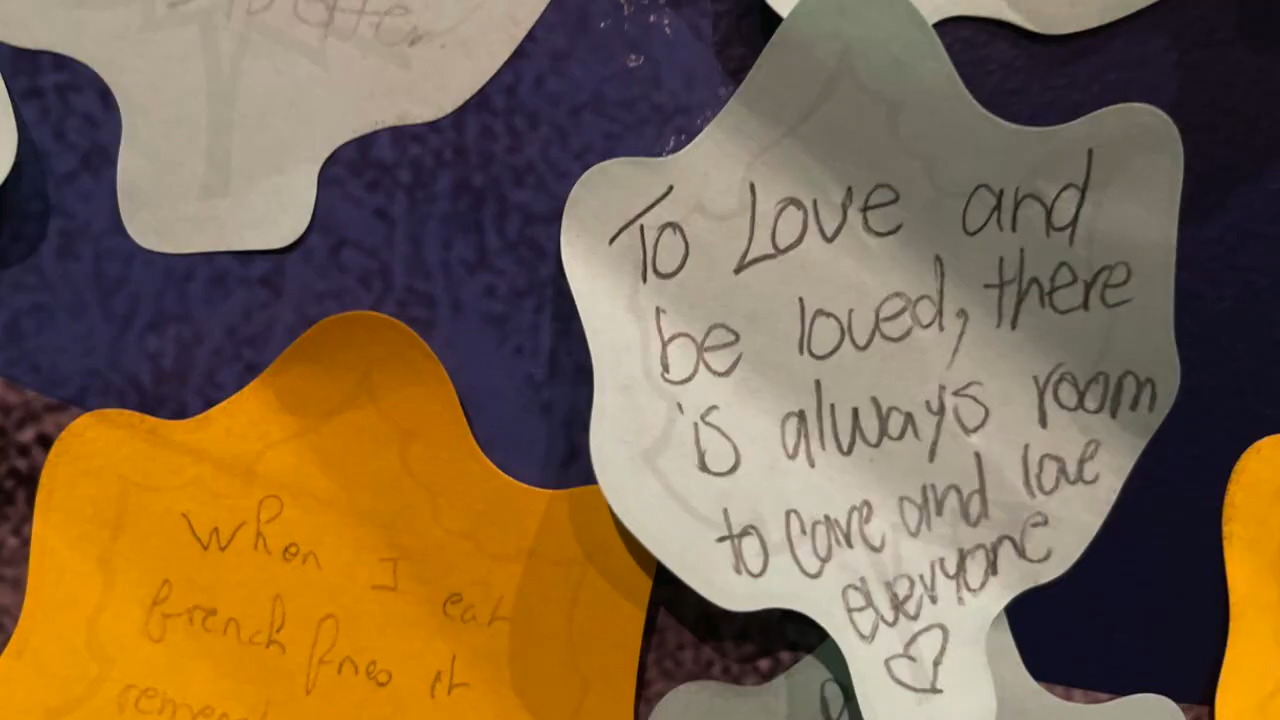 To Love and
be loved, there
is always room
to care and love
everyone
When I eat
french fries it